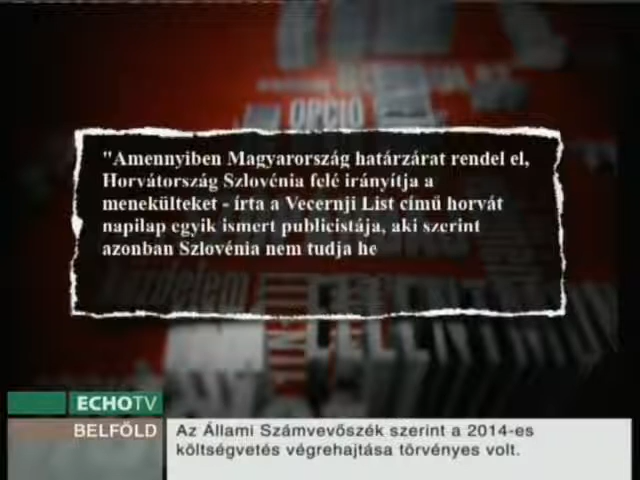 OPCIÓ
"Amennyiben Magyarország határzárat rendel el,
Horvátország Szlovénia felé irányítja a
menekülteket - írta a Vecernji List című horvát
napilap egyik ismert publicistája, aki szerint
azonban Szlovénia nem tudja he
ECHOTV
BELFÖLD
Az Állami Számvevőszék szerint a 2014-es
költségvetés végrehajtása törvényes volt.